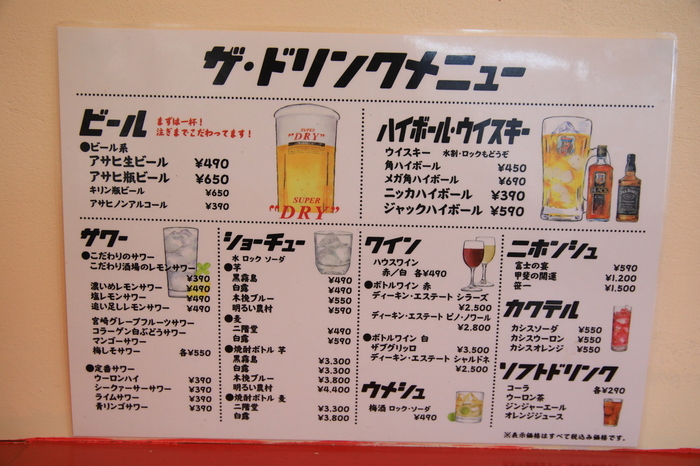 ザ・ドリンクメニュー
ビール
まずは一杯!
注ぎまでこだわってます!
●ビール系
アサヒ生ビール ¥490
アサヒ瓶ビール ¥650
キリン瓶ビール ¥650
アサヒノンアルコール ¥390
SUPER
"DRY"
SUPER
"DRY"
ハイボール・ウイスキー
ウイスキー 水割・ロックもどうぞ
角ハイボール ¥450
メガ角ハイボール ¥690
ニッカハイボール ¥390
ジャックハイボール ¥590
サワー
●こだわりのサワー
こだわり酒場のレモンサワー
¥390
濃いめレモンサワー ¥490
塩レモンサワー ¥490
追い足しレモンサワー ¥490
宮崎グレープフルーツサワー
コラーゲン白ぶどうサワー
マンゴーサワー
梅しそサワー 各¥550
●定番サワー
ウーロンハイ ¥390
シークァーサーサワー ¥390
ライムサワー ¥390
青リンゴサワー ¥390
ショーチュー
水 ロック ソーダ
●芋
黒霧島 ¥490
白露 ¥490
木挽ブルー ¥550
明るい農村 ¥590
●麦
二階堂 ¥490
白露 ¥590
●焼酎ボトル 芋
黒霧島 ¥3.300
白露 ¥3.300
木挽ブルー ¥3.800
明るい農村 ¥4.400
●焼酎ボトル 麦
二階堂 ¥3.300
白露 ¥3.800
ワイン
ハウスワイン
赤/白 各¥490
●ボトルワイン 赤
ディーキン・エステート シラーズ
¥2.500
ディーキン・エステート ピノ・ノワール
¥2.800
●ボトルワイン 白
ザブグリッロ ¥3,500
ディーキン・エステート シャルドネ
¥2.500
ウメシュ
梅酒 ロック・ソーダ
¥490
ニホンシュ
富士の宴 ¥590
甲斐の開運 ¥1,200
笹一 ¥1,500
カクテル
カシスソーダ ¥550
カシスウーロン ¥550
カシスオレンジ ¥550
ソフトドリンク
コーラ 各¥290
ウーロン茶
ジンジャーエール
オレンジジュース
※表示価格はすべて税込み価格です。